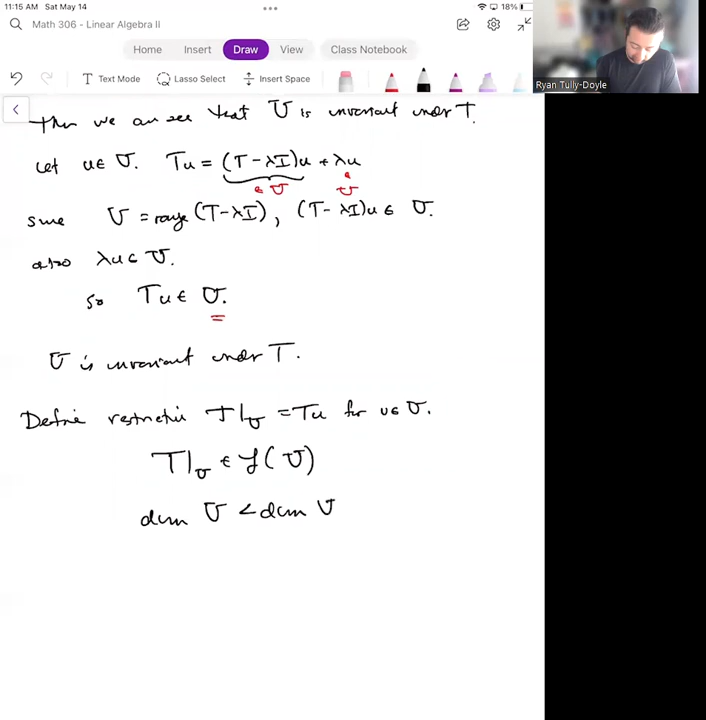 11:15 AM Sat May 14
18%
Math 306 - Linear Algebra II
Home Insert Draw View Class Notebook
Text Mode Lasso Select Insert Space
Ryan Tully-Doyle
Then we can see that U is invariant under T.
Let u ∈ U. Tu = (T - λI)u + λu
∈ U ∈ U
since U = range (T - λI), (T - λI)u ∈ U.
also λu ∈ U.
So Tu ∈ U.
U is invariant under T.
Define restriction T|_U = Tu for u ∈ U.
T|_U ∈ L(U)
dim U < dim V